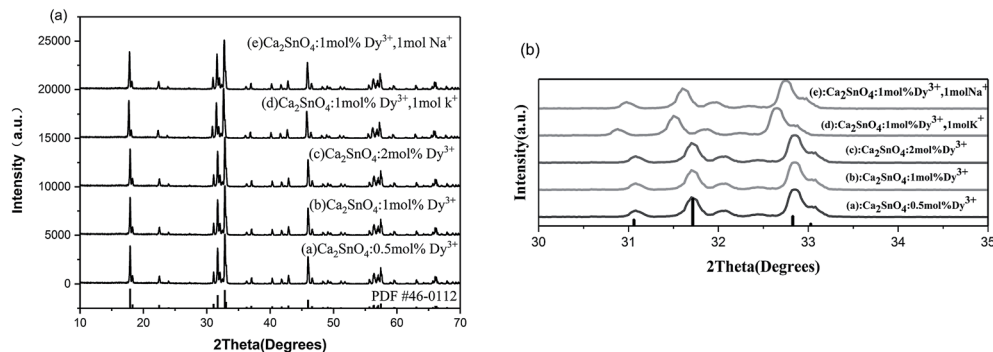 (a)
25000
20000
15000
10000
5000
0
Intensity (a.u.)
(e)Ca2SnO4:1mol% Dy3+,1mol Na+
(d)Ca2SnO4:1mol% Dy3+,1mol k+
(c)Ca2SnO4:2mol% Dy3+
(b)Ca2SnO4:1mol% Dy3+
(a)Ca2SnO4:0.5mol% Dy3+
PDF #46-0112
10 20 30 40 50 60 70
2Theta(Degrees)
(b)
Intensity(a.u.)
(e):Ca2SnO4:1mol%Dy3+,1molNa+
(d):Ca2SnO4:1mol%Dy3+,1molK+
(c):Ca2SnO4:2mol%Dy3+
(b):Ca2SnO4:1mol%Dy3+
(a):Ca2SnO4:0.5mol%Dy3+
30 31 32 33 34 35
2Theta(Degrees)